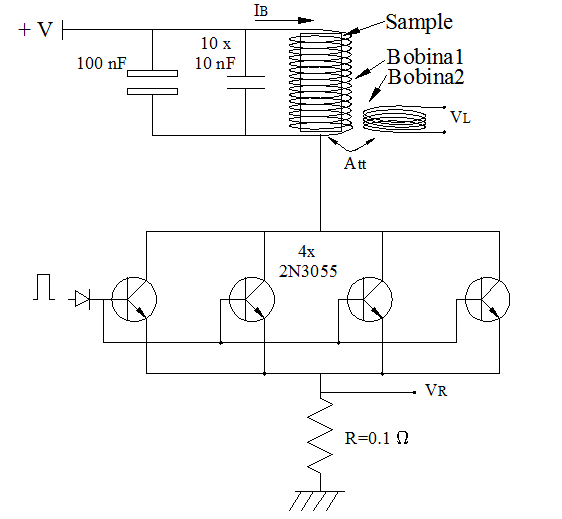 IB
+ V
Sample
10 x
100 nF
10 nF
Bobina1
Bobina2
VL
Att
4x
2N3055
VR
R=0.1 Ω